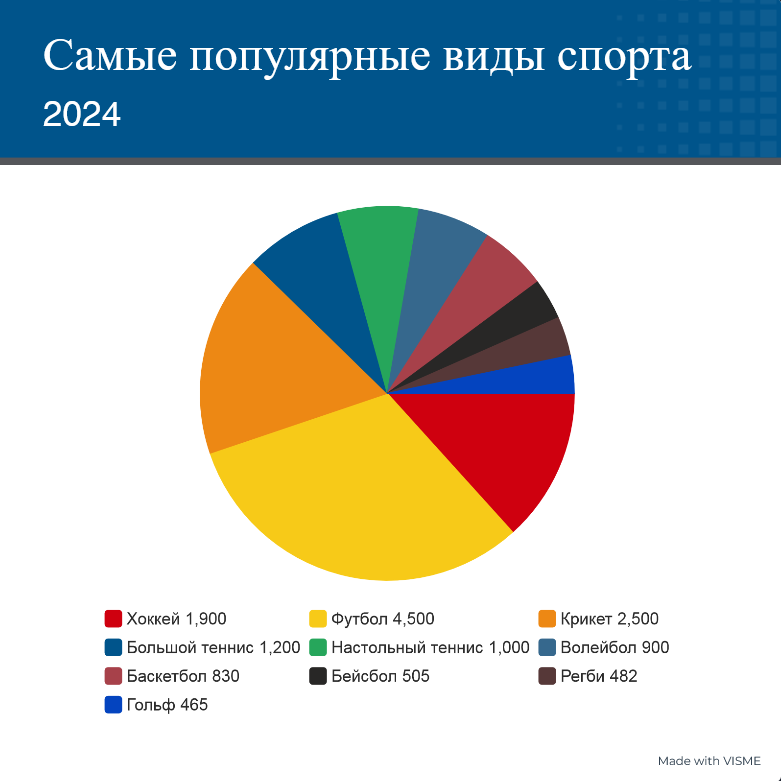 Самые популярные виды спорта
2024
Хоккей 1,900 Футбол 4,500 Крикет 2,500
Большой теннис 1,200 Настольный теннис 1,000 Волейбол 900
Баскетбол 830 Бейсбол 505 Регби 482
Гольф 465
Made with VISME